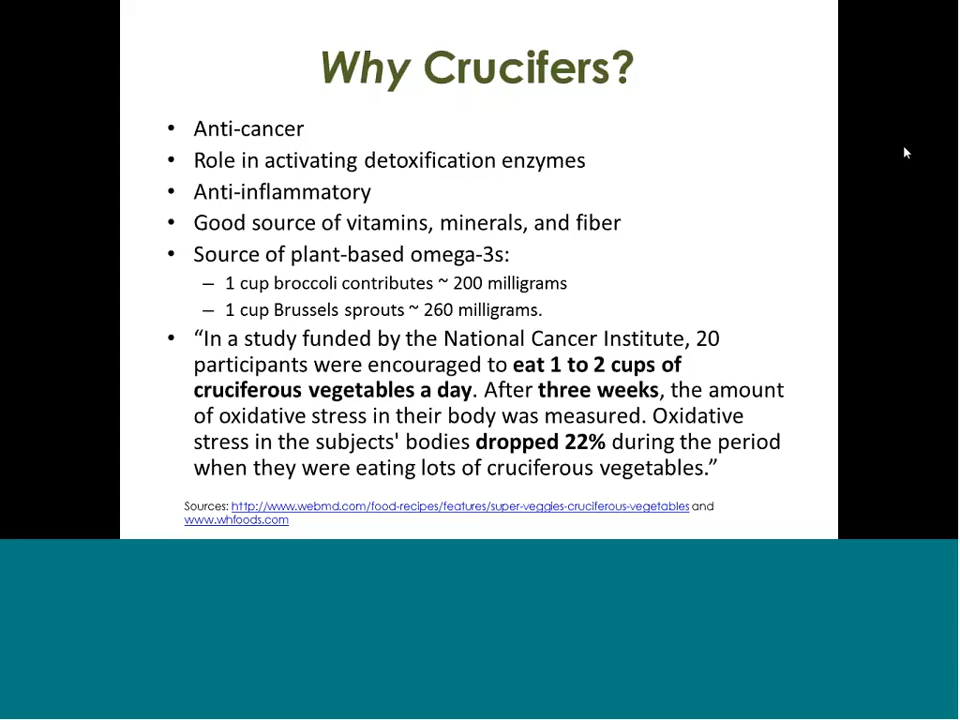 Why Crucifers?
• Anti-cancer
• Role in activating detoxification enzymes
• Anti-inflammatory
• Good source of vitamins, minerals, and fiber
• Source of plant-based omega-3s:
– 1 cup broccoli contributes ~ 200 milligrams
– 1 cup Brussels sprouts ~ 260 milligrams.
• “In a study funded by the National Cancer Institute, 20
participants were encouraged to eat 1 to 2 cups of
cruciferous vegetables a day. After three weeks, the amount
of oxidative stress in their body was measured. Oxidative
stress in the subjects' bodies dropped 22% during the period
when they were eating lots of cruciferous vegetables.”
Sources: http://www.webmd.com/food-recipes/features/super-veggies-cruciferous-vegetables and
www.whfoods.com